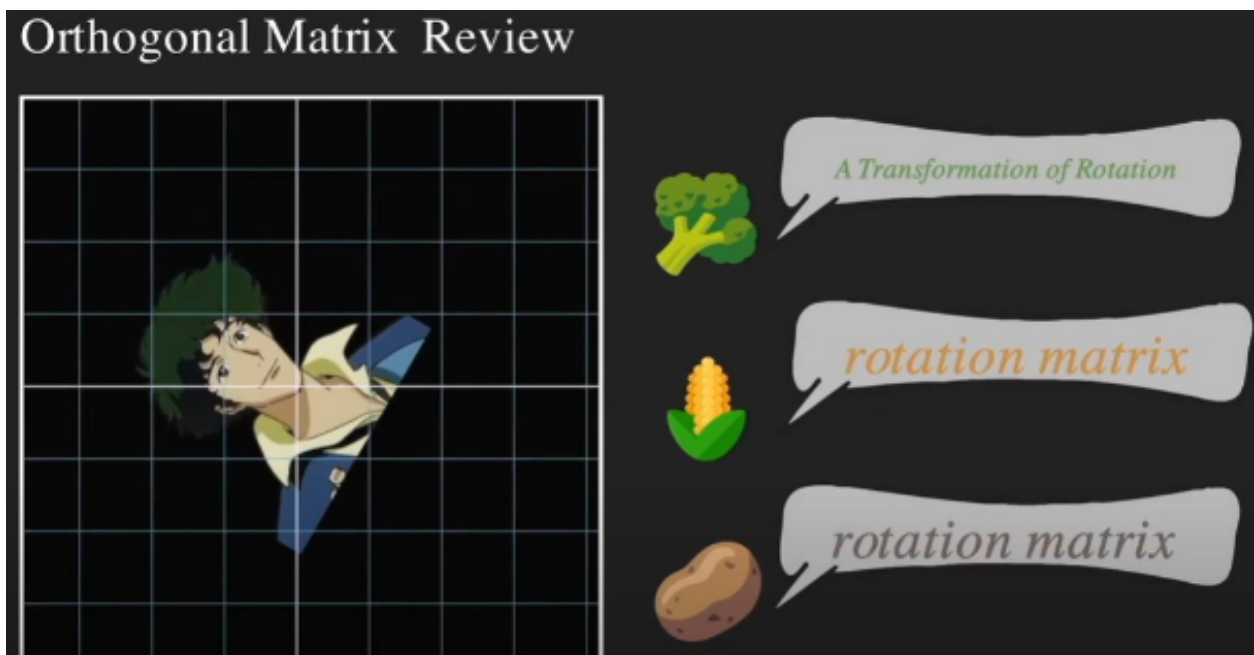 Orthogonal Matrix Review
A Transformation of Rotation
rotation matrix
rotation matrix